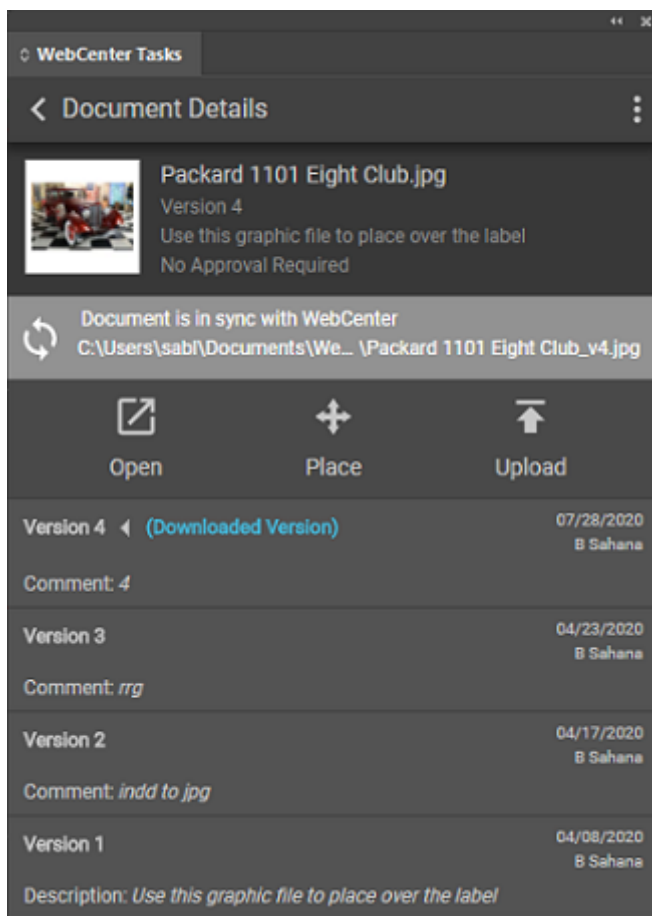 WebCenter Tasks
Document Details
Packard 1101 Eight Club.jpg
Version 4
Use this graphic file to place over the label
No Approval Required
Document is in sync with WebCenter
C:\Users\sabl\Documents\We... \Packard 1101 Eight Club_v4.jpg
Open Place Upload
Version 4 (Downloaded Version) 07/28/2020
B Sahana
Comment: 4
Version 3 04/23/2020
B Sahana
Comment: rrg
Version 2 04/17/2020
B Sahana
Comment: indd to jpg
Version 1 04/08/2020
B Sahana
Description: Use this graphic file to place over the label